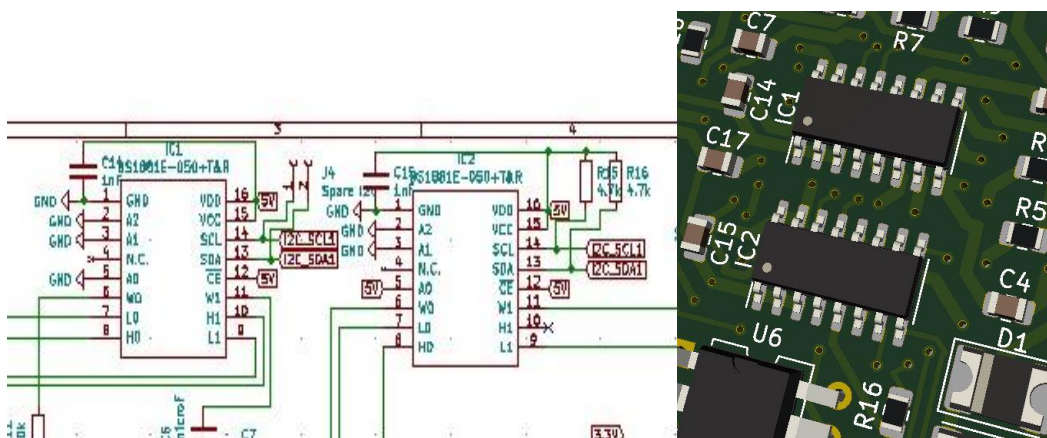 3
4
IC1
DS1881E-050+T&R
GND
1 GND
2 A2
3 A1
4 N.C.
GND
5 A0
6 W0
7 L0
8 H0
VDD 16
VCC 15
SCL 14
SDA 13
CE 12
W1 11
H1 10
L1 9
5V
I2C_SCL1
I2C_SDA1
5V
1
2
J4
Spare I2
IC2
DS1881E-050+T&R
GND
GND
GND
1 GND
2 A2
3 A1
4 N.C.
5V
5 A0
6 W0
7 L0
8 H0
VDD 16
VCC 15
SCL 14
SDA 13
CE 12
W1 11
H1 10
L1 9
5V
I2C_SCL1
I2C_SDA1
5V
R15
4.7k
R16
4.7k
C7
3.3V
C7
R7
C14
IC1
C17
C15
IC2
R5
C4
U6
D1
R16